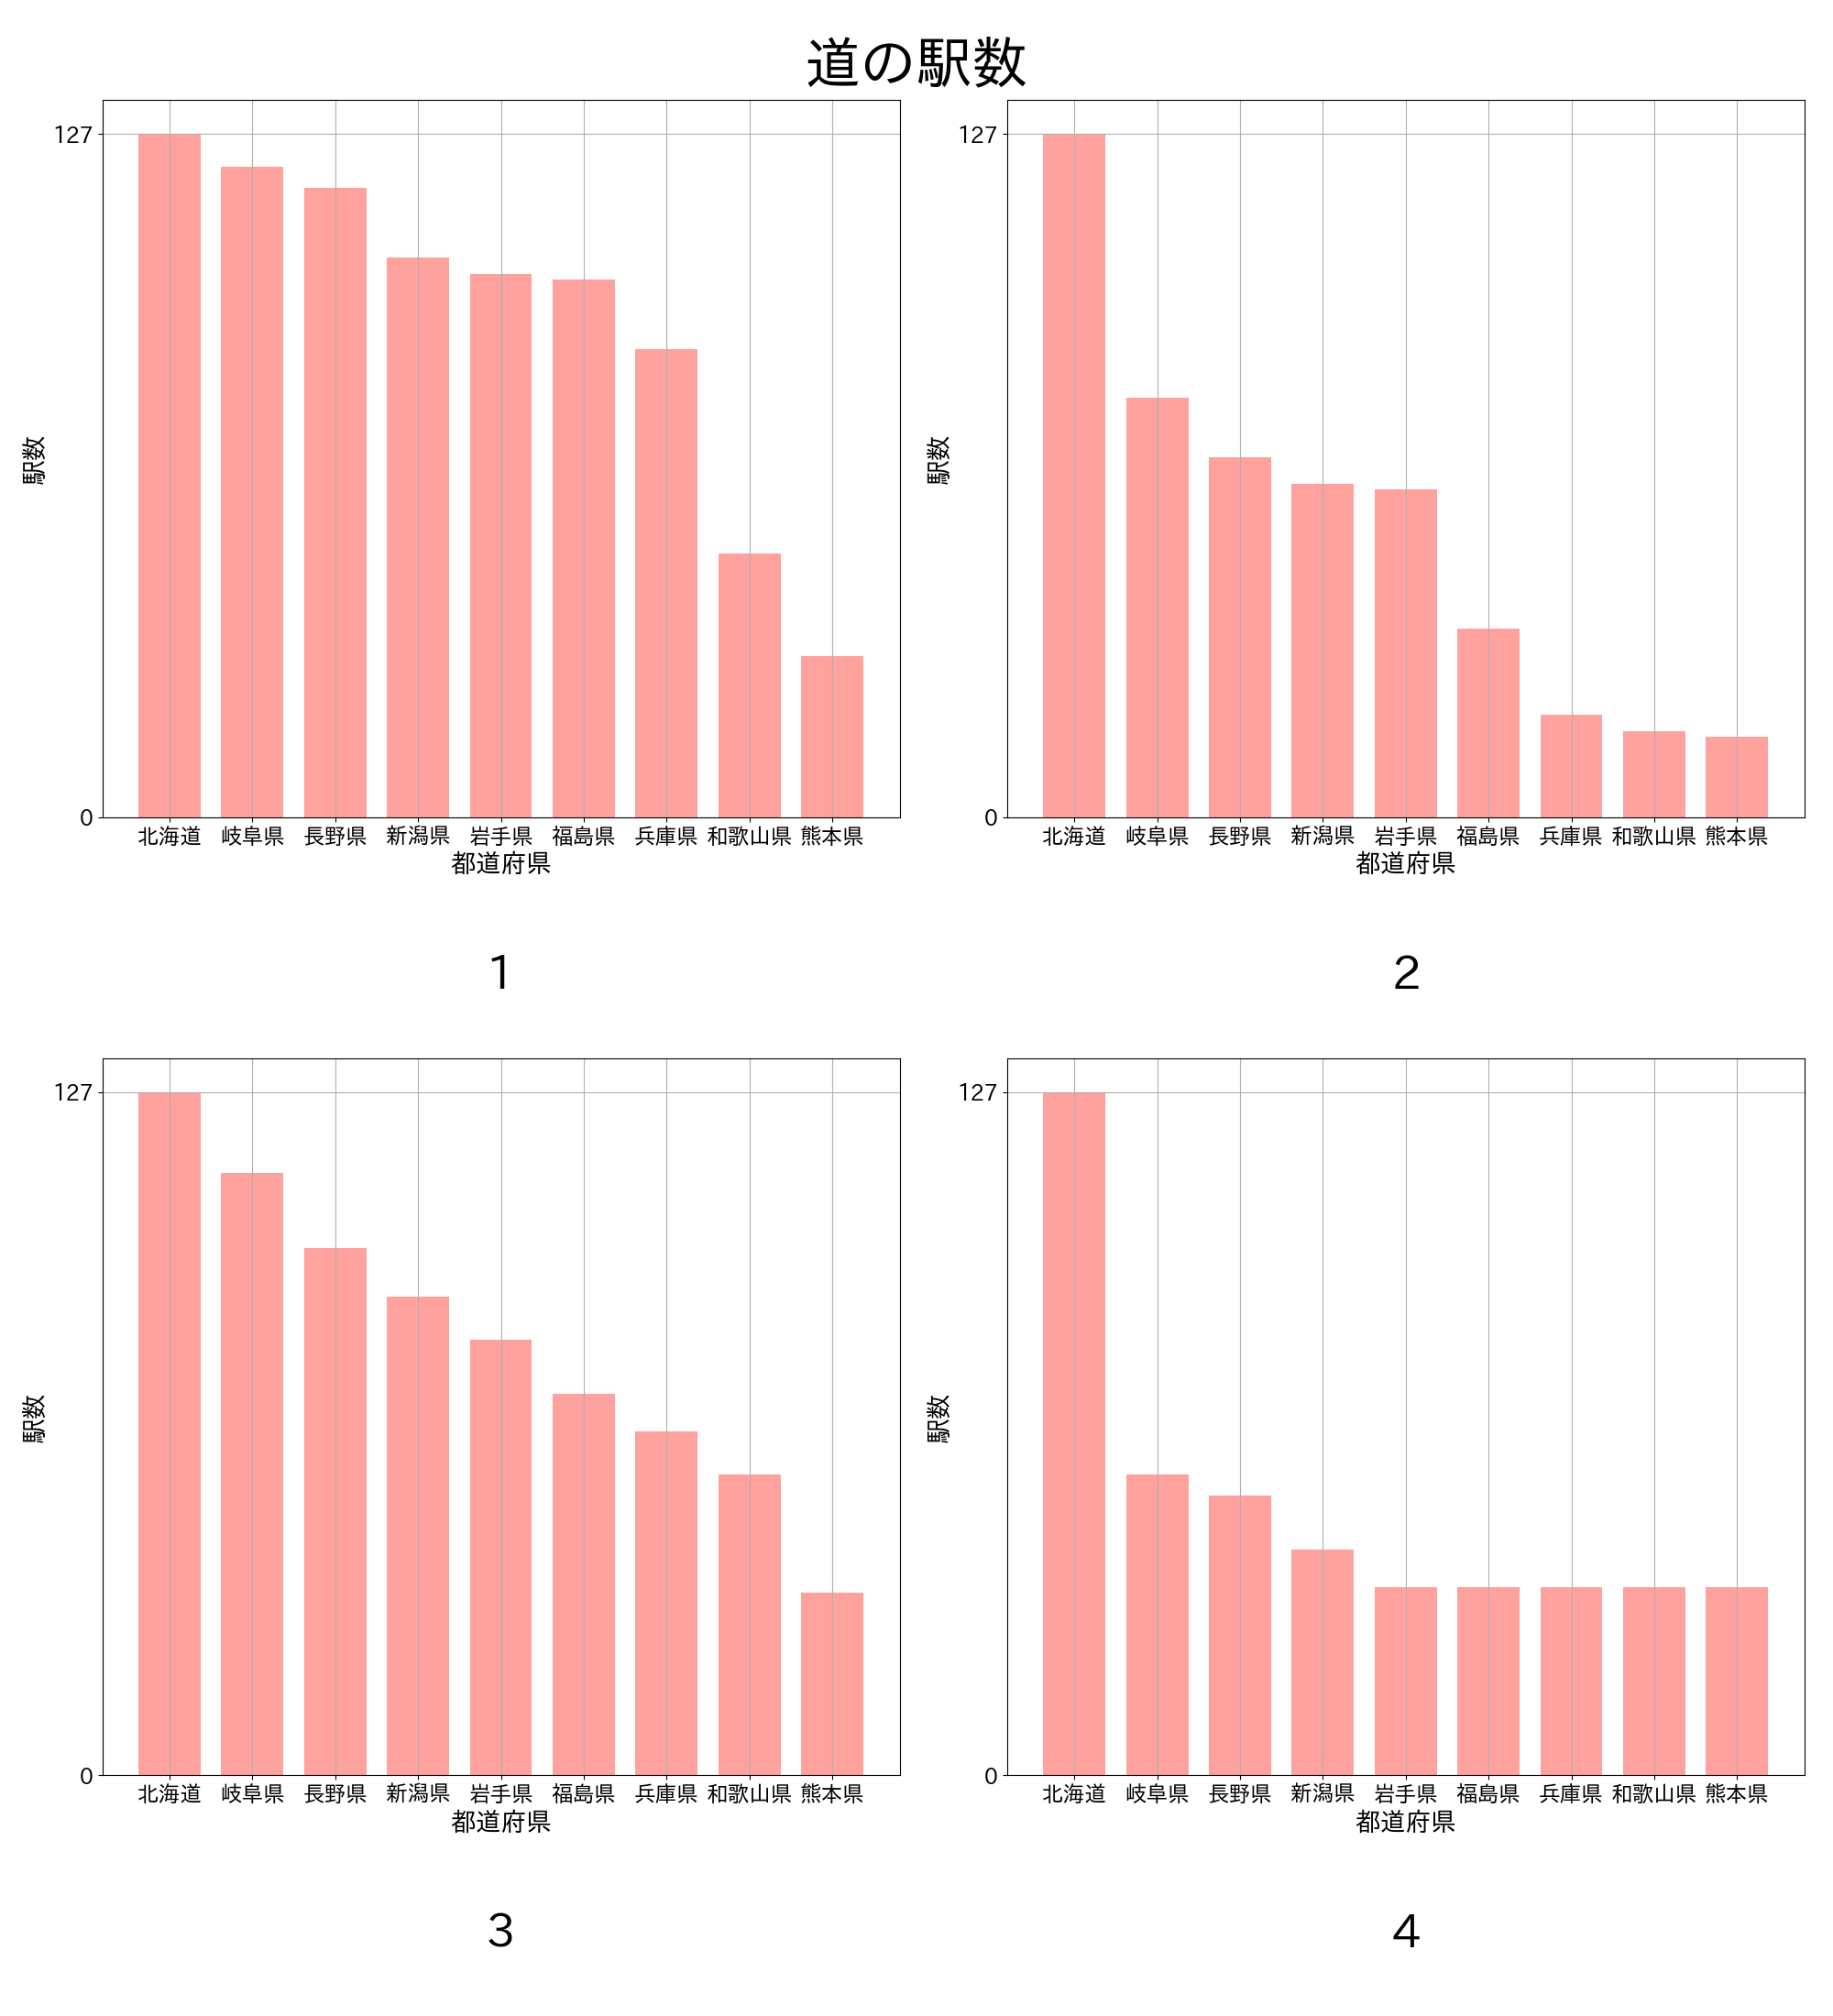 道の駅数
127
駅数
0
北海道 岐阜県 長野県 新潟県 岩手県 福島県 兵庫県 和歌山県 熊本県
都道府県
1
127
駅数
0
北海道 岐阜県 長野県 新潟県 岩手県 福島県 兵庫県 和歌山県 熊本県
都道府県
2
127
駅数
0
北海道 岐阜県 長野県 新潟県 岩手県 福島県 兵庫県 和歌山県 熊本県
都道府県
3
127
駅数
0
北海道 岐阜県 長野県 新潟県 岩手県 福島県 兵庫県 和歌山県 熊本県
都道府県
4